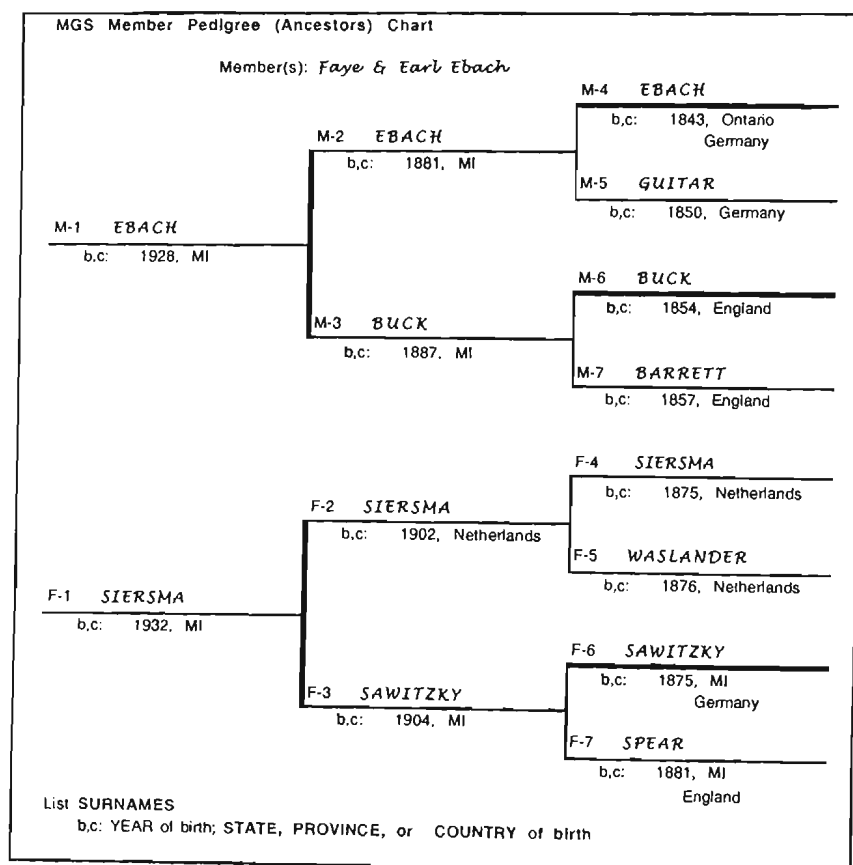 MGS Member Pedigree (Ancestors) Chart
Member(s): Faye & Earl Ebach
M-4 EBACH
b,c: 1843, Ontario
Germany
M-2 EBACH
b,c: 1881, MI
M-5 GUITAR
b,c: 1850, Germany
M-1 EBACH
b,c: 1928, MI
M-6 BUCK
b,c: 1854, England
M-3 BUCK
b,c: 1887, MI
M-7 BARRETT
b,c: 1857, England
F-4 SIERSMA
b,c: 1875, Netherlands
F-2 SIERSMA
b,c: 1902, Netherlands
F-5 WASLANDER
b,c: 1876, Netherlands
F-1 SIERSMA
b,c: 1932, MI
F-6 SAWITZKY
b,c: 1875, MI
Germany
F-3 SAWITZKY
b,c: 1904, MI
F-7 SPEAR
b,c: 1881, MI
England
List SURNAMES
b,c: YEAR of birth; STATE, PROVINCE, or COUNTRY of birth